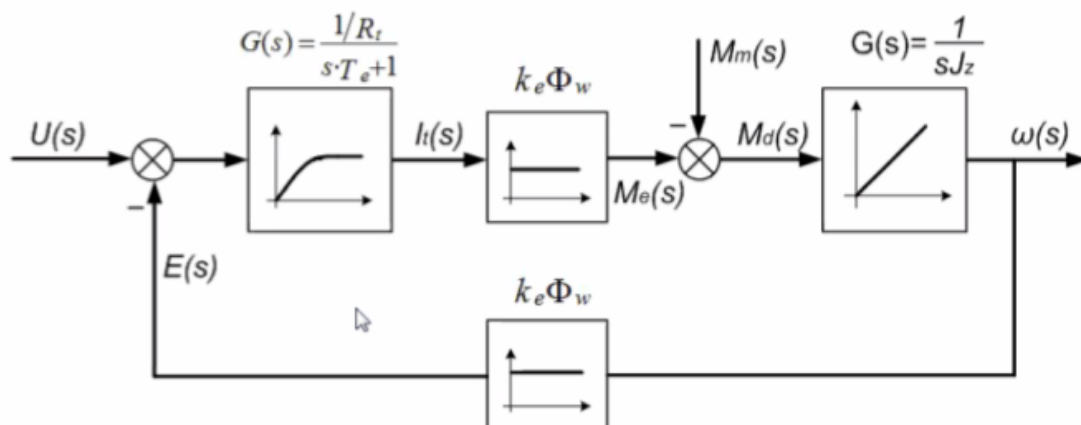 G(s) = 1/R_t / s·T_e+1
k_eΦ_w
M_m(s)
G(s)= 1 / sJ_z
U(s)
I_t(s)
M_e(s)
M_d(s)
ω(s)
−
−
E(s)
k_eΦ_w